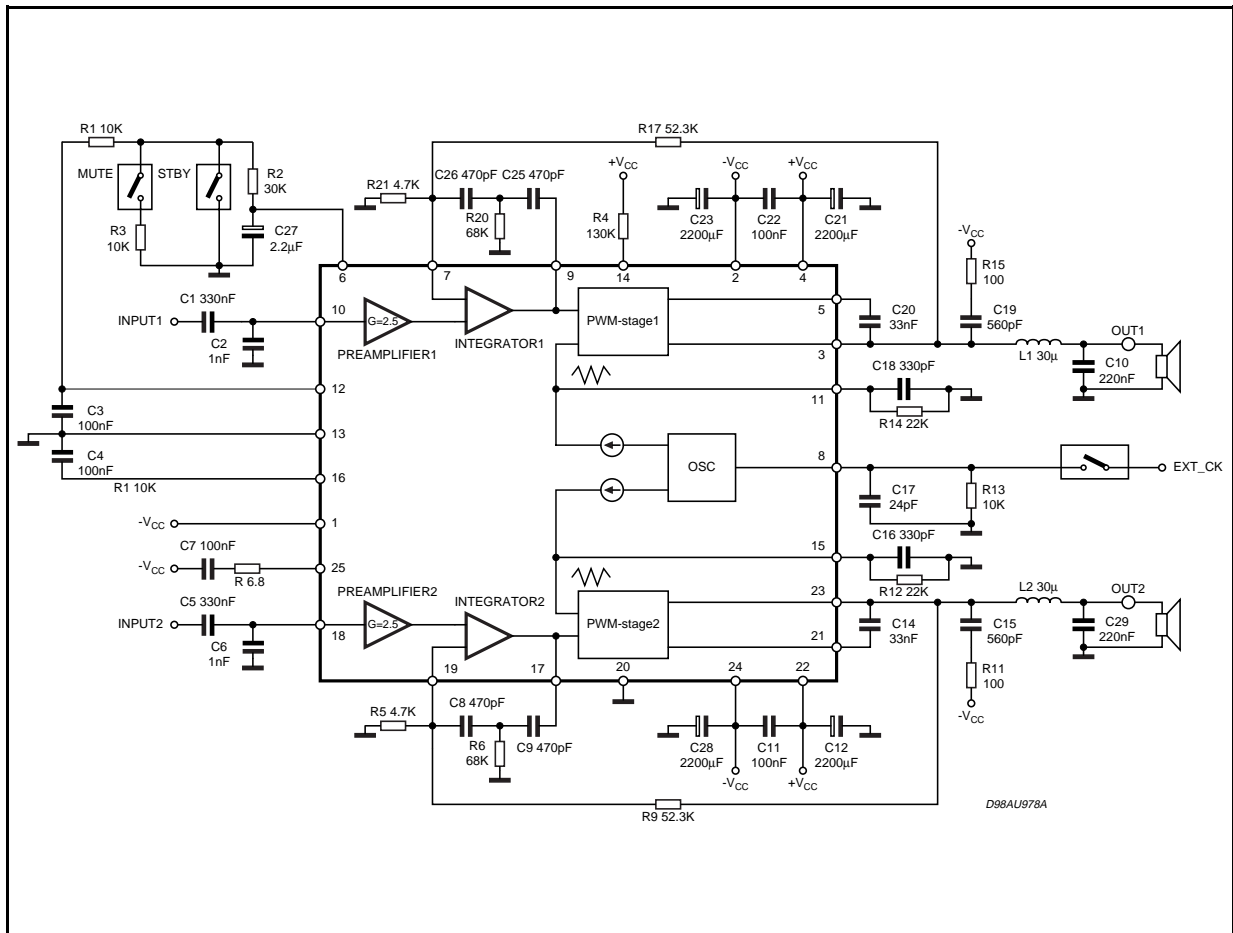 R1 10K
MUTE
STBY
R2
30K
R3
10K
C27
2.2µF
R17 52.3K
R21 4.7K
C26 470pF
C25 470pF
R20
68K
+VCC
R4
130K
-VCC
+VCC
C23
2200µF
C22
100nF
C21
2200µF
-VCC
R15
100
C19
560pF
6
7
9
14
2
4
C1 330nF
INPUT1
C2
1nF
10
G=2.5
PREAMPLIFIER1
INTEGRATOR1
PWM-stage1
5
3
C20
33nF
L1 30µ
OUT1
C10
220nF
C18 330pF
11
R14 22K
12
C3
100nF
13
C4
100nF
R1 10K
16
OSC
8
EXT_CK
C17
24pF
R13
10K
-VCC
1
C7 100nF
-VCC
R 6.8
25
C16 330pF
15
R12 22K
C5 330nF
INPUT2
C6
1nF
18
PREAMPLIFIER2
G=2.5
INTEGRATOR2
PWM-stage2
23
21
C14
33nF
C15
560pF
R11
100
-VCC
L2 30µ
OUT2
C29
220nF
19
17
20
24
22
R5 4.7K
C8 470pF
R6
68K
C9 470pF
C28
2200µF
C11
100nF
C12
2200µF
-VCC
+VCC
R9 52.3K
D98AU978A